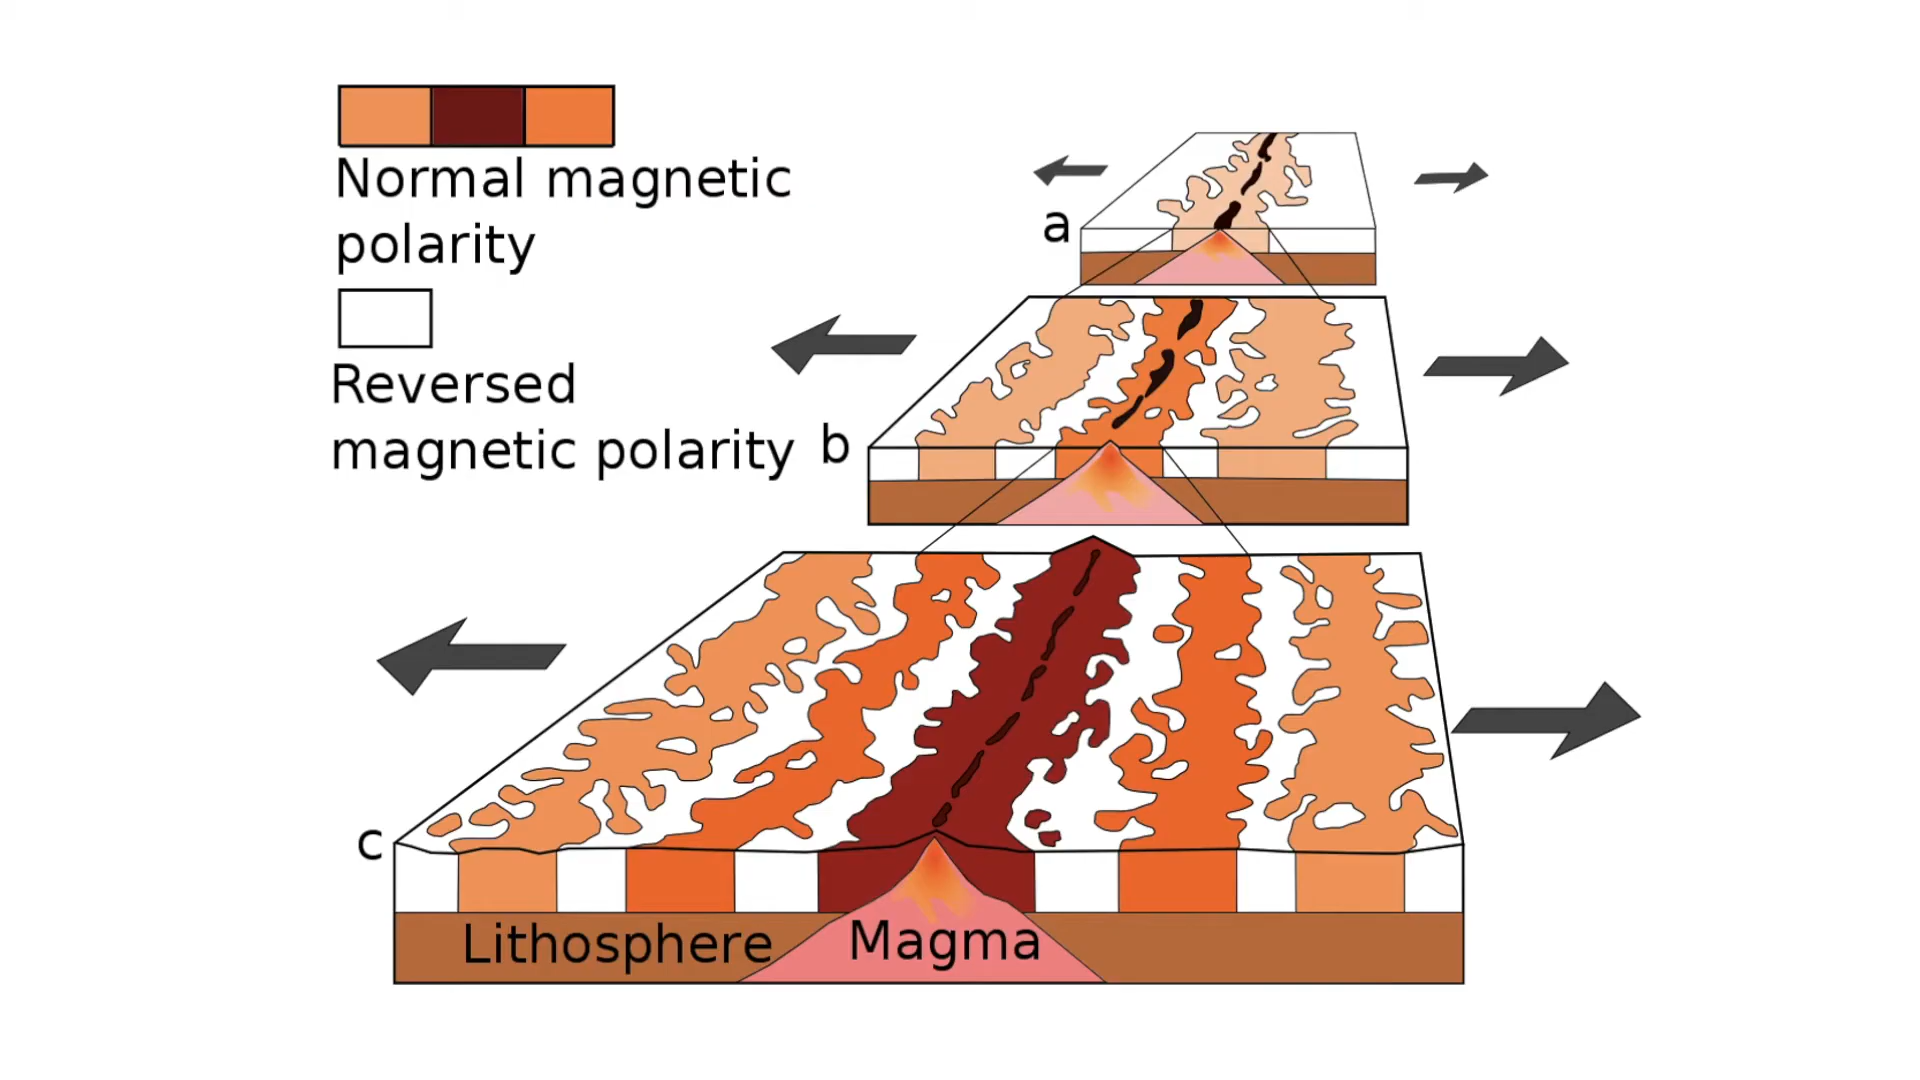 Normal magnetic
polarity
Reversed
magnetic polarity
a
b
c
Lithosphere
Magma